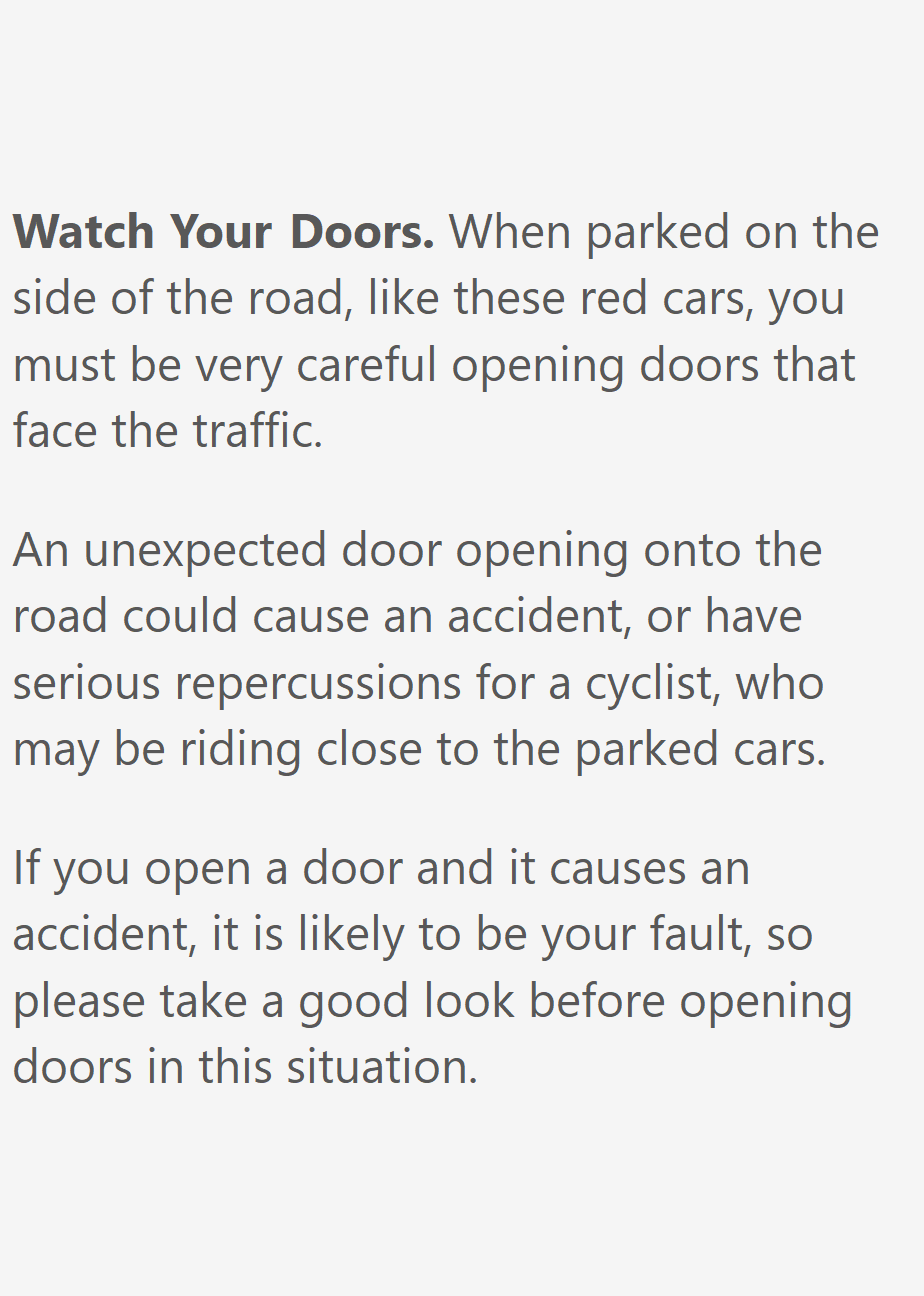 Watch Your Doors. When parked on the
side of the road, like these red cars, you
must be very careful opening doors that
face the traffic.
An unexpected door opening onto the
road could cause an accident, or have
serious repercussions for a cyclist, who
may be riding close to the parked cars.
If you open a door and it causes an
accident, it is likely to be your fault, so
please take a good look before opening
doors in this situation.